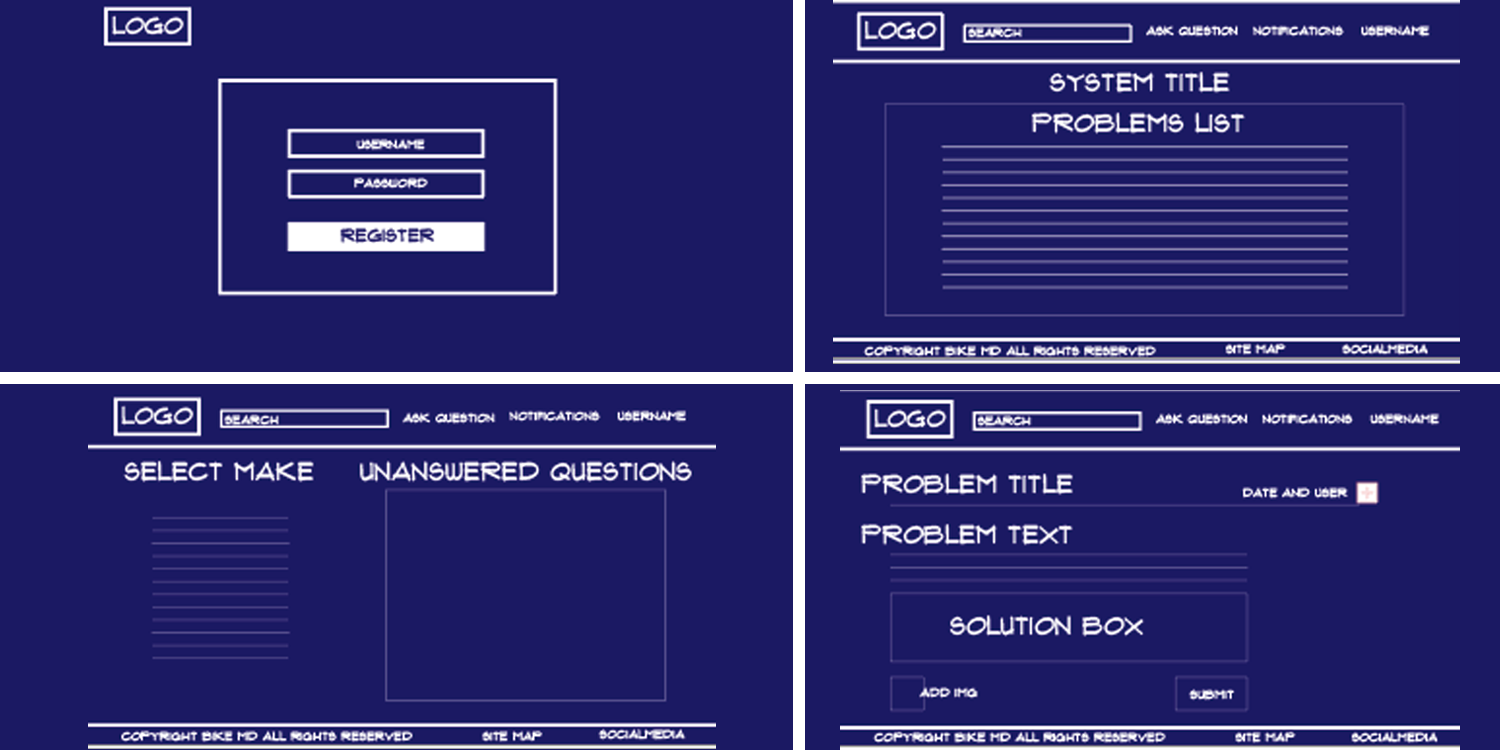 LOGO
USERNAME
PASSWORD
REGISTER
LOGO SEARCH ASK QUESTION NOTIFICATIONS USERNAME
SYSTEM TITLE
PROBLEMS LIST
COPYRIGHT BIKE MD ALL RIGHTS RESERVED SITE MAP SOCIALMEDIA
LOGO SEARCH ASK QUESTION NOTIFICATIONS USERNAME
SELECT MAKE UNANSWERED QUESTIONS
COPYRIGHT BIKE MD ALL RIGHTS RESERVED SITE MAP SOCIALMEDIA
LOGO SEARCH ASK QUESTION NOTIFICATIONS USERNAME
PROBLEM TITLE DATE AND USER +
PROBLEM TEXT
SOLUTION BOX
ADD IMG SUBMIT
COPYRIGHT BIKE MD ALL RIGHTS RESERVED SITE MAP SOCIALMEDIA